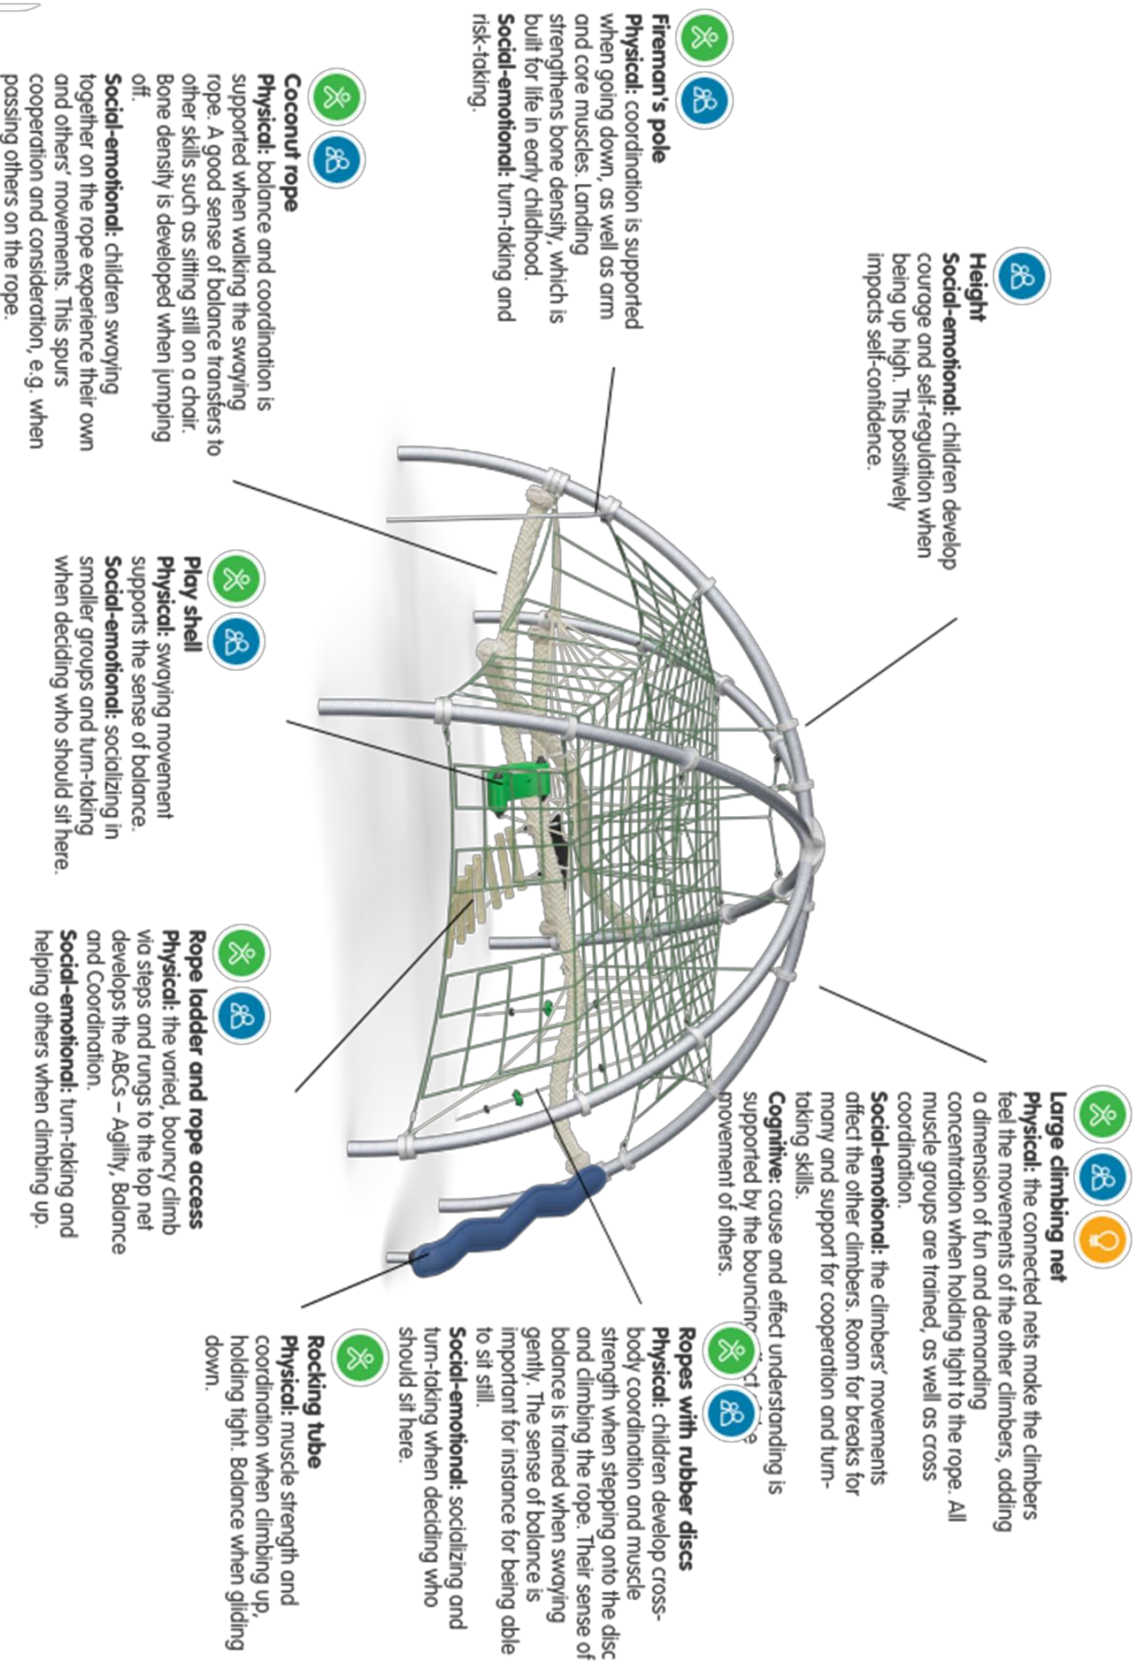 Fireman's pole
Physical: coordination is supported
when going down, as well as arm
and core muscles. Landing
strengthens bone density, which is
built for life in early childhood.
Social-emotional: turn-taking and
risk-taking.
Height
Social-emotional: children develop
courage and self-regulation when
being up high. This positively
impacts self-confidence.
Large climbing net
Physical: the connected nets make the climbers
feel the movements of the other climbers, adding
a dimension of fun and demanding
concentration when holding tight to the rope. All
muscle groups are trained, as well as cross
coordination.
Social-emotional: the climbers' movements
affect the other climbers. Room for breaks for
many and support for cooperation and turn-
taking skills.
Cognitive: cause and effect understanding is
supported by the bouncing
movement of others.
Coconut rope
Physical: balance and coordination is
supported when walking the swaying
rope. A good sense of balance transfers to
other skills such as sitting still on a chair.
Bone density is developed when jumping
off.
Social-emotional: children swaying
together on the rope experience their own
and others' movements. This spurs
cooperation and consideration, e.g. when
passing others on the rope.
Play shell
Physical: swaying movement
supports the sense of balance.
Social-emotional: socializing in
smaller groups and turn-taking
when deciding who should sit here.
Rope ladder and rope access
Physical: the varied, bouncy climb
via steps and rungs to the top net
develops the ABCs – Agility, Balance
and Coordination.
Social-emotional: turn-taking and
helping others when climbing up.
Ropes with rubber discs
Physical: children develop cross-
body coordination and muscle
strength when stepping onto the disc
and climbing the rope. Their sense of
balance is trained when swaying
gently. The sense of balance is
important for instance for being able
to sit still.
Social-emotional: socializing and
turn-taking when deciding who
should sit here.
Rocking tube
Physical: muscle strength and
coordination when climbing up,
holding tight. Balance when gliding
down.